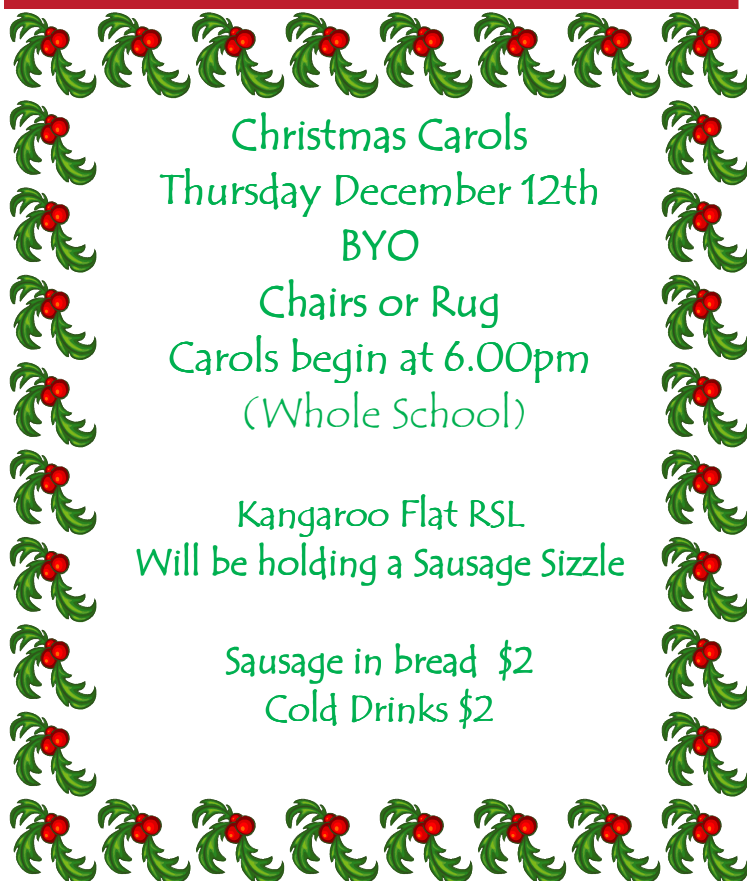 Christmas Carols
Thursday December 12th
BYO
Chairs or Rug
Carols begin at 6.00pm
(Whole School)
Kangaroo Flat RSL
Will be holding a Sausage Sizzle
Sausage in bread  $2
Cold Drinks $2